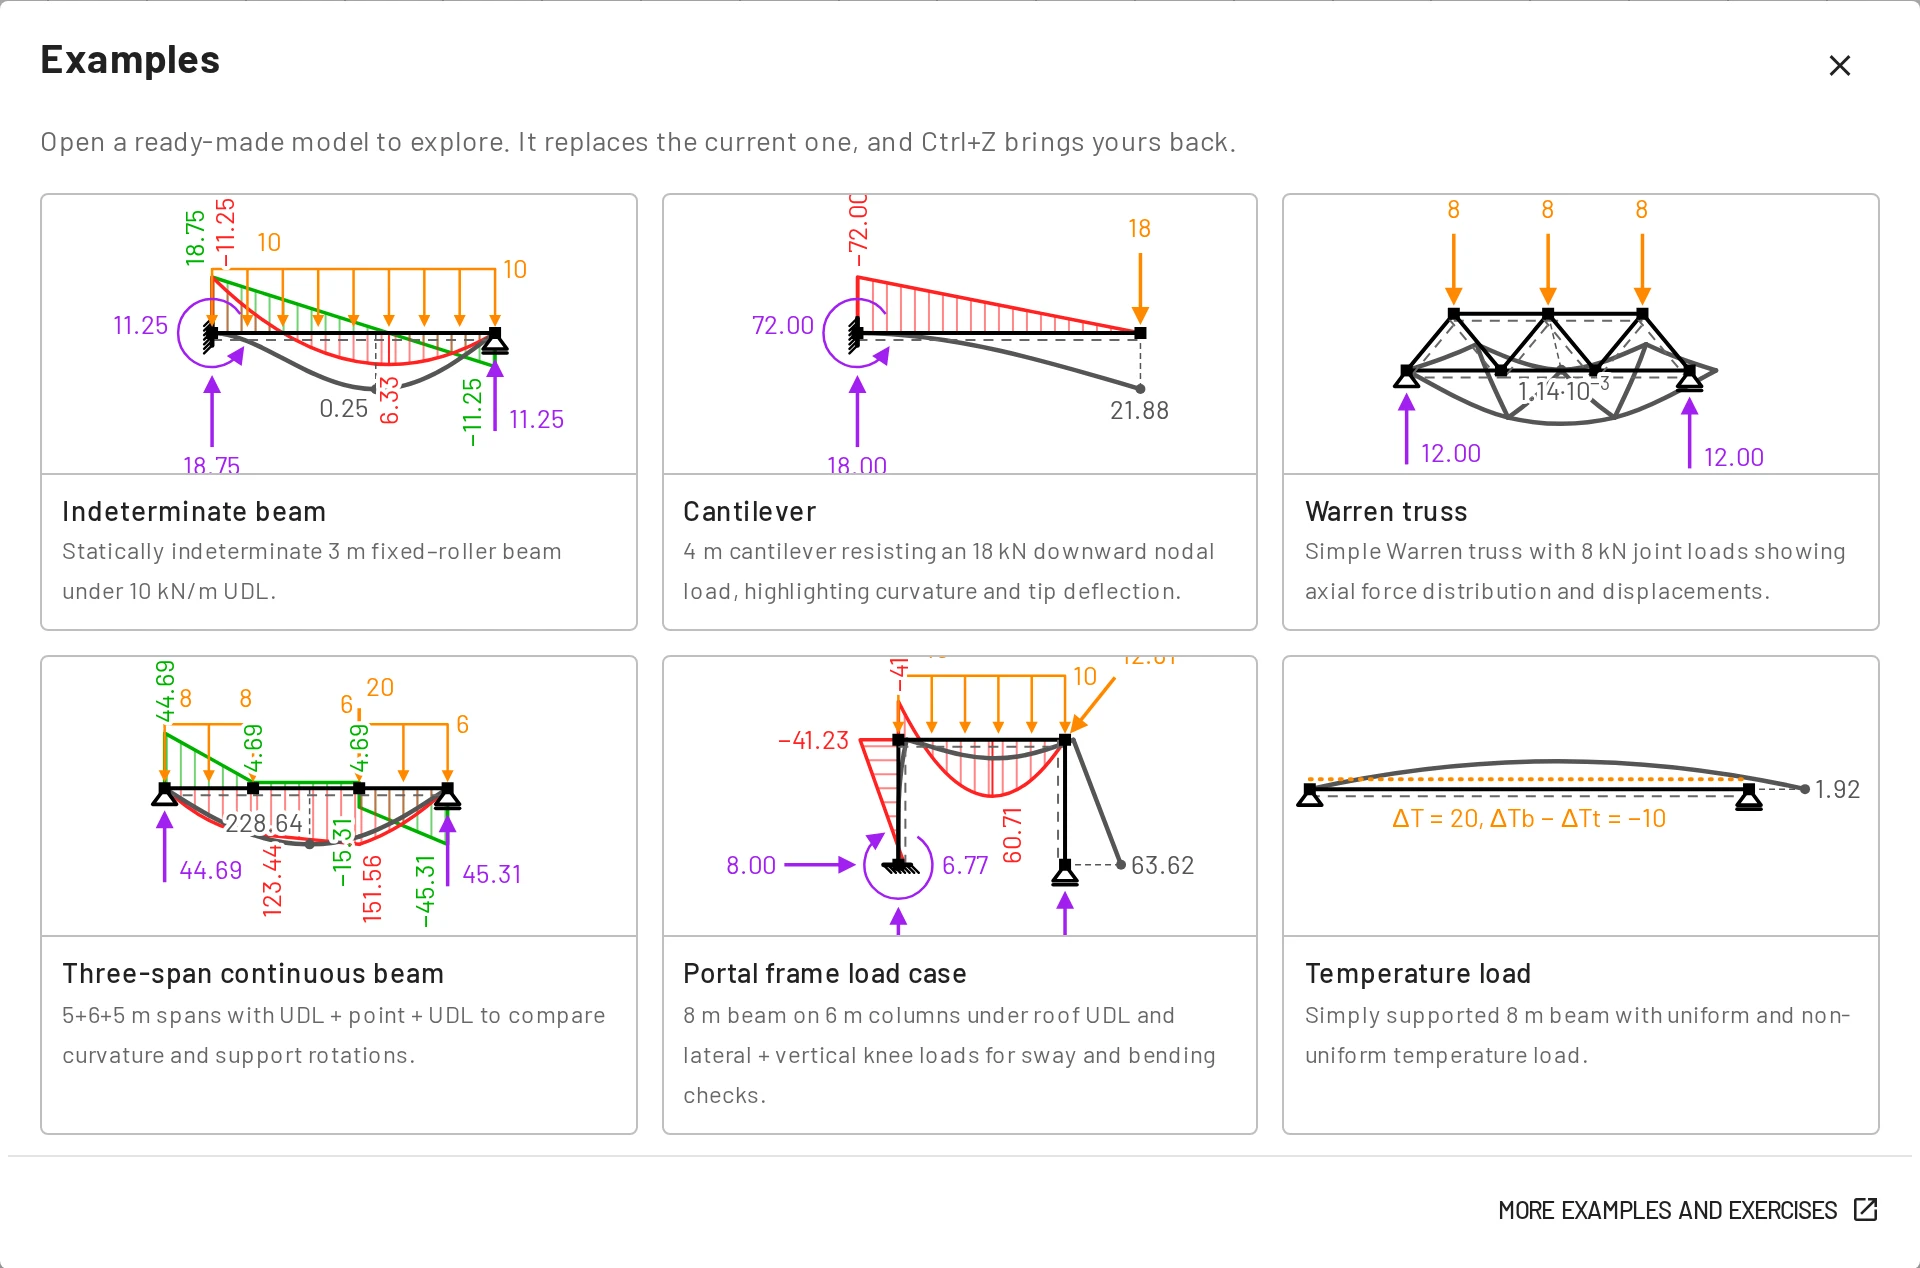 Examples
Open a ready-made model to explore. It replaces the current one, and Ctrl+Z brings yours back.
18.75
-11.25
10
10
11.25
0.25
6.33
-11.25
11.25
18.75
Indeterminate beam
Statically indeterminate 3 m fixed-roller beam
under 10 kN/m UDL.
-72.00
18
72.00
21.88
18.00
Cantilever
4 m cantilever resisting an 18 kN downward nodal
load, highlighting curvature and tip deflection.
8
8
8
1.14·10⁻³
12.00
12.00
Warren truss
Simple Warren truss with 8 kN joint loads showing
axial force distribution and displacements.
44.69
8
8
4.69
6
20
4.69
6
228.64
44.69
123.44
-15.31
151.56
-45.31
45.31
Three-span continuous beam
5+6+5 m spans with UDL + point + UDL to compare
curvature and support rotations.
-41
10
-41.23
8.00
6.77
60.71
63.62
Portal frame load case
8 m beam on 6 m columns under roof UDL and
lateral + vertical knee loads for sway and bending
checks.
1.92
ΔT = 20, ΔTb - ΔTt = -10
Temperature load
Simply supported 8 m beam with uniform and non-
uniform temperature load.
MORE EXAMPLES AND EXERCISES